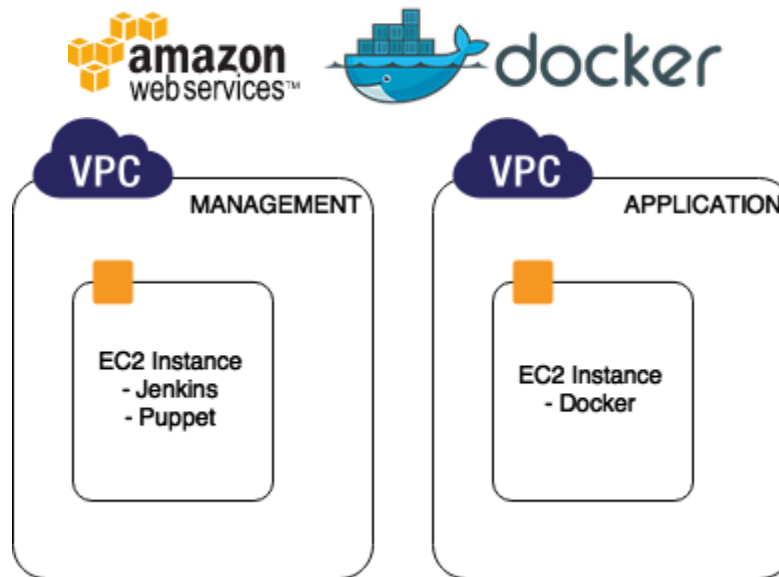 amazon
webservices™
docker
VPC
MANAGEMENT
EC2 Instance
- Jenkins
- Puppet
VPC
APPLICATION
EC2 Instance
- Docker